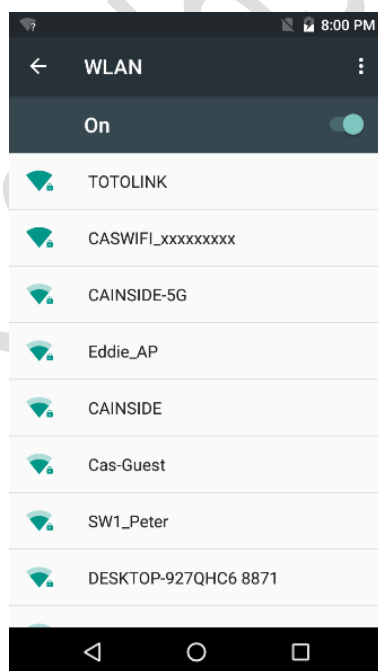 8:00 PM
WLAN
On
TOTOLINK
CASWIFI_xxxxxxxxx
CAINSIDE-5G
Eddie_AP
CAINSIDE
Cas-Guest
SW1_Peter
DESKTOP-927QHC6 8871